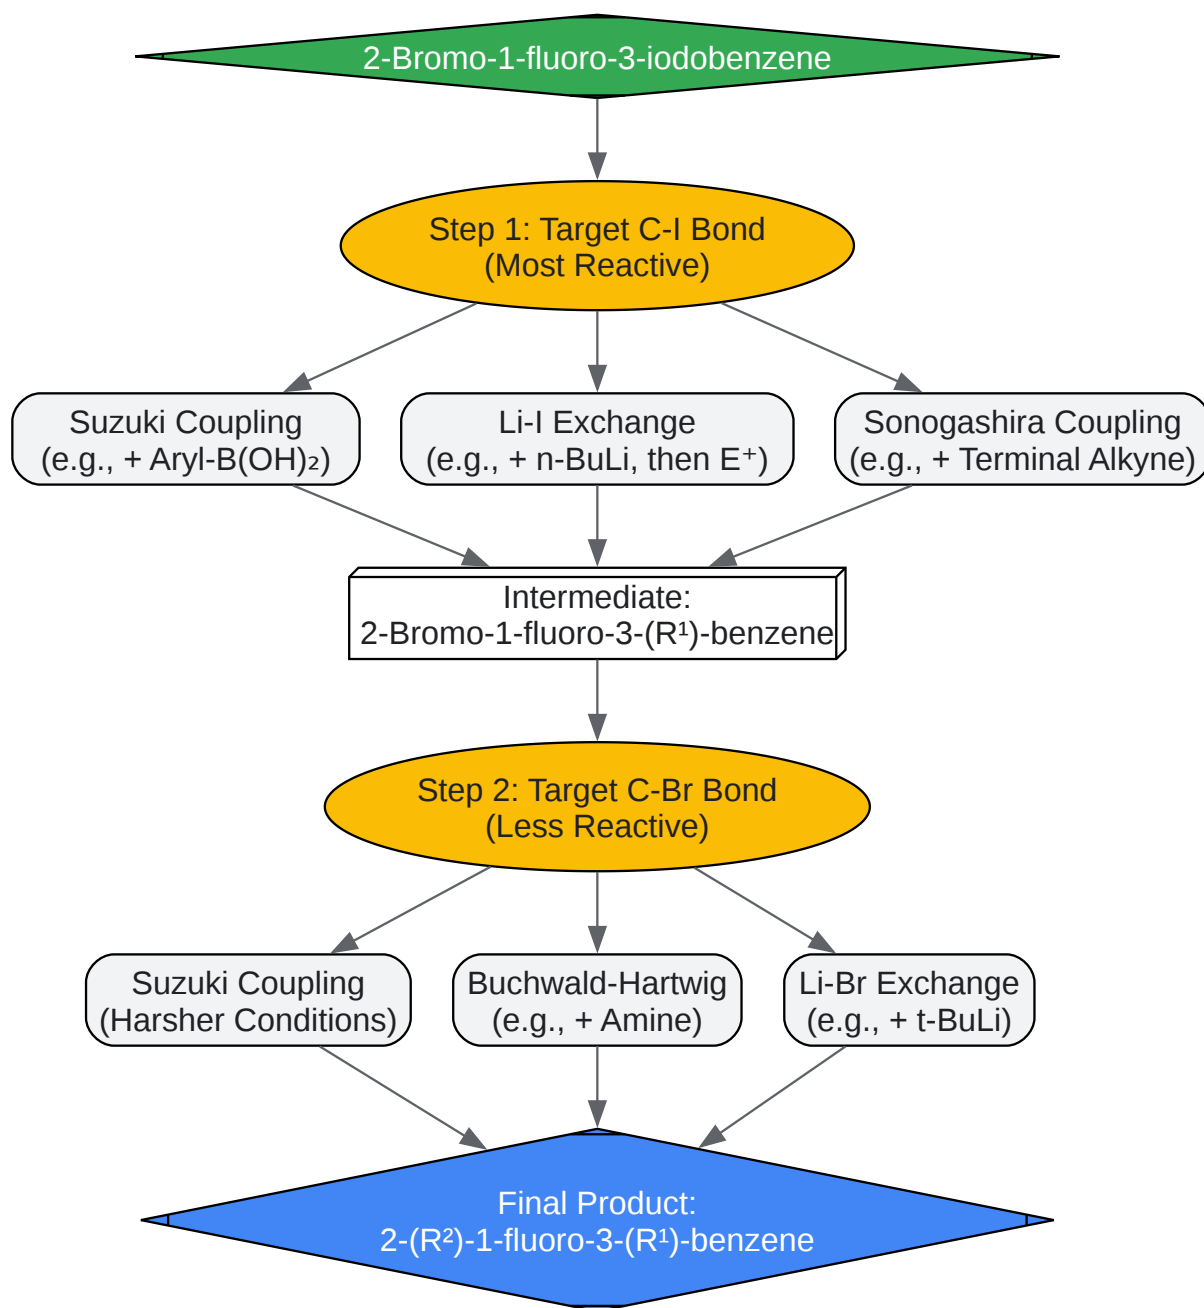 2-Bromo-1-fluoro-3-iodobenzene
Step 1: Target C-I Bond
(Most Reactive)
Suzuki Coupling
(e.g., + Aryl-B(OH)₂)
Li-I Exchange
(e.g., + n-BuLi, then E⁺)
Sonogashira Coupling
(e.g., + Terminal Alkyne)
Intermediate:
2-Bromo-1-fluoro-3-(R¹)-benzene
Step 2: Target C-Br Bond
(Less Reactive)
Suzuki Coupling
(Harsher Conditions)
Buchwald-Hartwig
(e.g., + Amine)
Li-Br Exchange
(e.g., + t-BuLi)
Final Product:
2-(R²)-1-fluoro-3-(R¹)-benzene